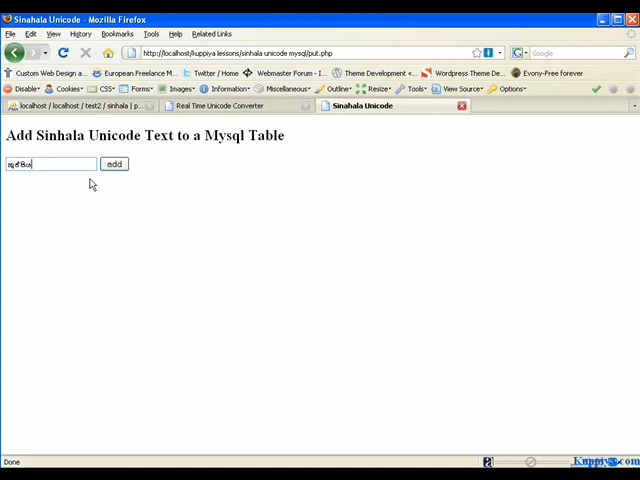 Sinahala Unicode - Mozilla Firefox
File Edit View History Bookmarks Tools Help Related Links
http://localhost/kuppiya lessons/sinhala unicode mysql/put.php
Google
Custom Web Design a... European Freelance M... Twitter / Home Webmaster Forum - I... Theme Development -... Wordpress Theme De... Evony-Free forever
Disable Cookies CSS Forms Images Information Miscellaneous Outline Resize Tools View Source Options
localhost / localhost / test2 / sinhala | p... Real Time Unicode Converter Sinahala Unicode
Add Sinhala Unicode Text to a Mysql Table
කුප්පිය add
Done
Kuppiya.com